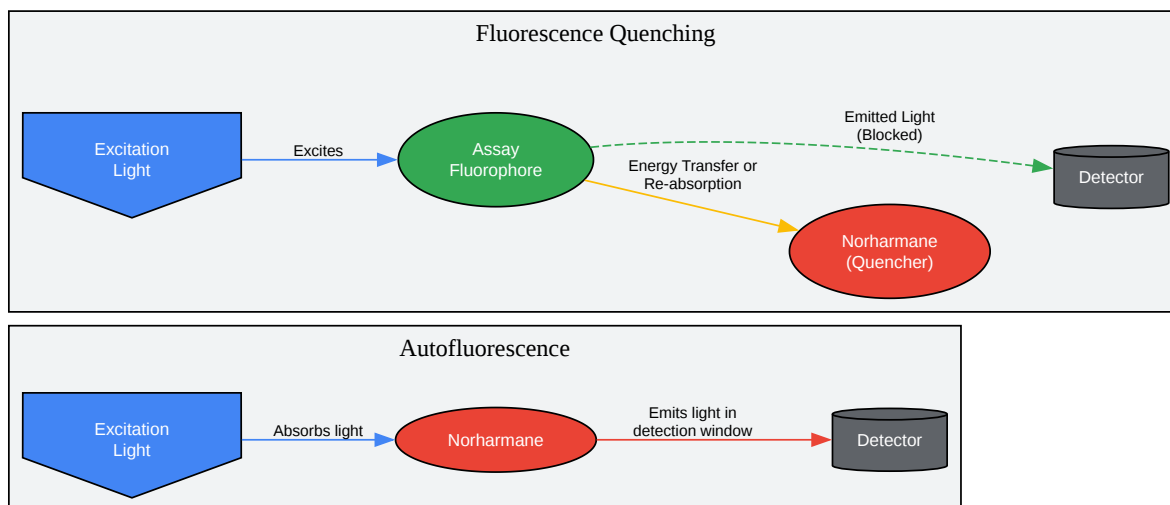 Fluorescence Quenching
Excitation
Light
Excites
Assay
Fluorophore
Emitted Light
(Blocked)
Energy Transfer or
Re-absorption
Detector
Norharmane
(Quencher)
Autofluorescence
Excitation
Light
Absorbs light
Norharmane
Emits light in
detection window
Detector